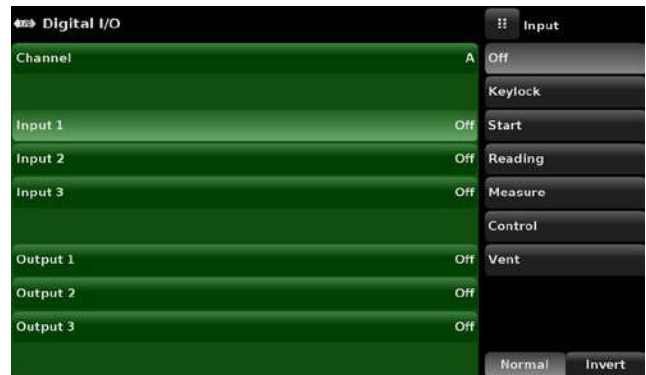 Digital I/O
Channel A
Input 1 Off
Input 2 Off
Input 3 Off
Output 1 Off
Output 2 Off
Output 3 Off
Input
Off
Keylock
Start
Reading
Measure
Control
Vent
Normal Invert